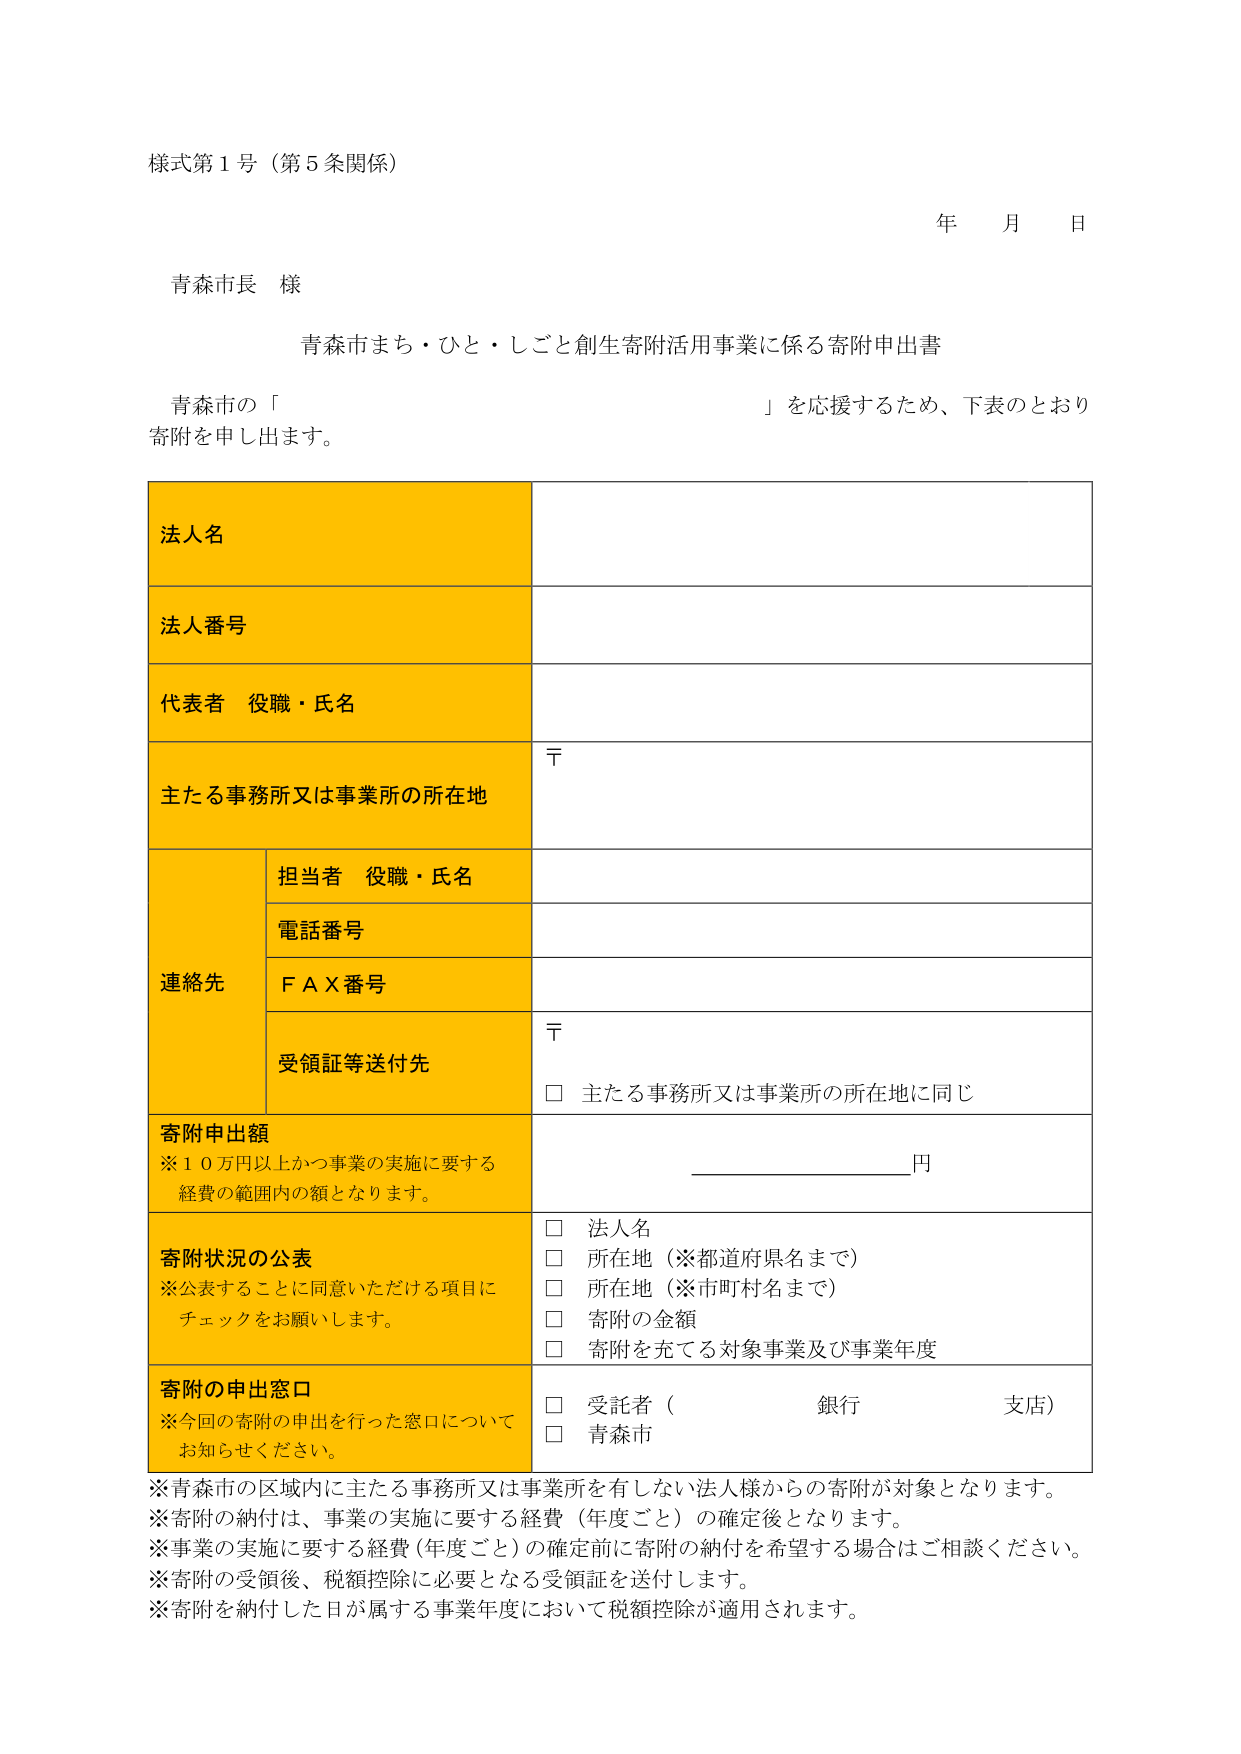 様式第１号（第５条関係）
年　　月　　日
青森市長　様
青森市まち・ひと・しごと創生寄附活用事業に係る寄附申出書
青森市の「　　　　　　　　　　　　　　　　　　　　　　」を応援するため、下表のとおり
寄附を申し出ます。
法人名
法人番号
代表者　役職・氏名
主たる事務所又は事業所の所在地
〒
連絡先
担当者　役職・氏名
電話番号
ＦＡＸ番号
受領証等送付先
〒
□　主たる事務所又は事業所の所在地に同じ
寄附申出額
※１０万円以上かつ事業の実施に要する
経費の範囲内の額となります。
＿＿＿＿＿＿＿＿＿＿円
寄附状況の公表
※公表することに同意いただける項目に
チェックをお願いします。
□　法人名
□　所在地（※都道府県名まで）
□　所在地（※市町村名まで）
□　寄附の金額
□　寄附を充てる対象事業及び事業年度
寄附の申出窓口
※今回の寄附の申出を行った窓口について
お知らせください。
□　受託者（　　　　　　銀行　　　　　　支店）
□　青森市
※青森市の区域内に主たる事務所又は事業所を有しない法人様からの寄附が対象となります。
※寄附の納付は、事業の実施に要する経費（年度ごと）の確定後となります。
※事業の実施に要する経費（年度ごと）の確定前に寄附の納付を希望する場合はご相談ください。
※寄附の受領後、税額控除に必要となる受領証を送付します。
※寄附を納付した日が属する事業年度において税額控除が適用されます。